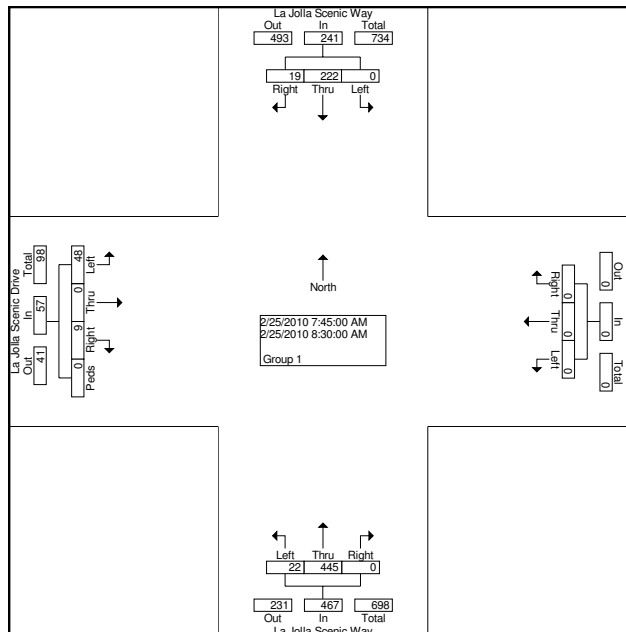 La Jolla Scenic Way
Out In Total
493 241 734
19 222 0
Right Thru Left
La Jolla Scenic Drive
Out In Total
41 57 98
48 0 9 0
Left Thru Right Peds
North
2/25/2010 7:45:00 AM
2/25/2010 8:30:00 AM
Group 1
Right Thru Left
0 0 0
Out In Total
0 0 0
Left Thru Right
22 445 0
231 467 698
Out In Total
La Jolla Scenic Way